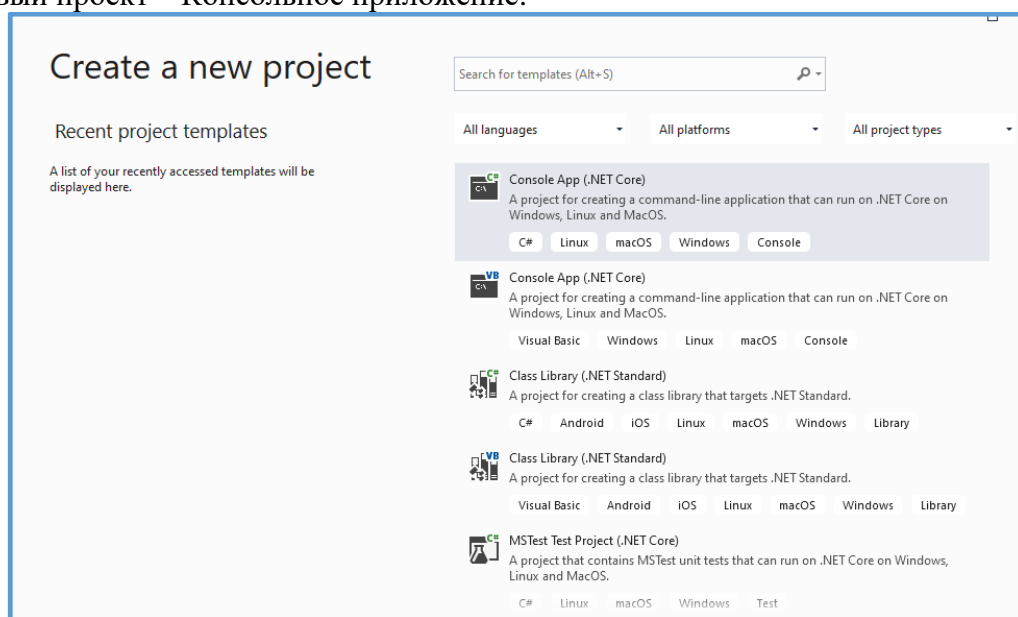 проект – Консольное приложение.
Create a new project
Search for templates (Alt+S)
Recent project templates
All languages All platforms All project types
A list of your recently accessed templates will be
displayed here.
C#
C:\
Console App (.NET Core)
A project for creating a command-line application that can run on .NET Core on
Windows, Linux and MacOS.
C# Linux macOS Windows Console
VB
C:\
Console App (.NET Core)
A project for creating a command-line application that can run on .NET Core on
Windows, Linux and MacOS.
Visual Basic Windows Linux macOS Console
C#
Class Library (.NET Standard)
A project for creating a class library that targets .NET Standard.
C# Android iOS Linux macOS Windows Library
VB
Class Library (.NET Standard)
A project for creating a class library that targets .NET Standard.
Visual Basic Android iOS Linux macOS Windows Library
C#
MSTest Test Project (.NET Core)
A project that contains MSTest unit tests that can run on .NET Core on Windows,
Linux and MacOS.
C# Linux macOS Windows Test